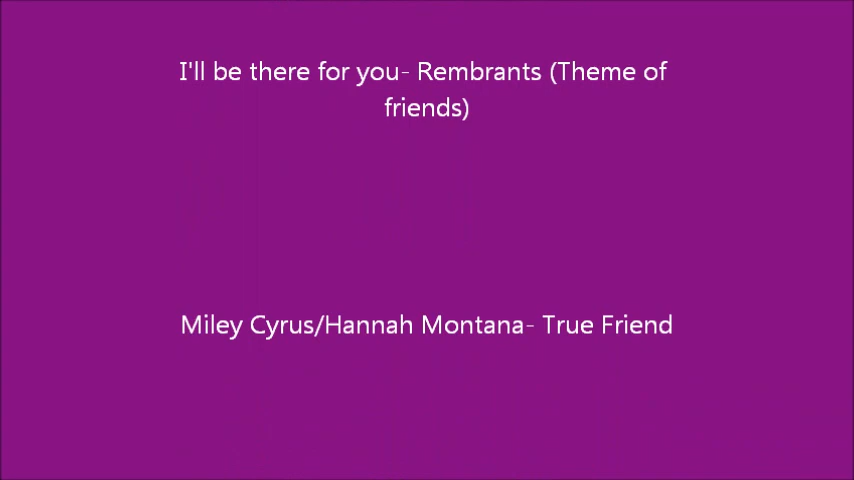 I'll be there for you- Rembrants (Theme of
friends)
Miley Cyrus/Hannah Montana- True Friend